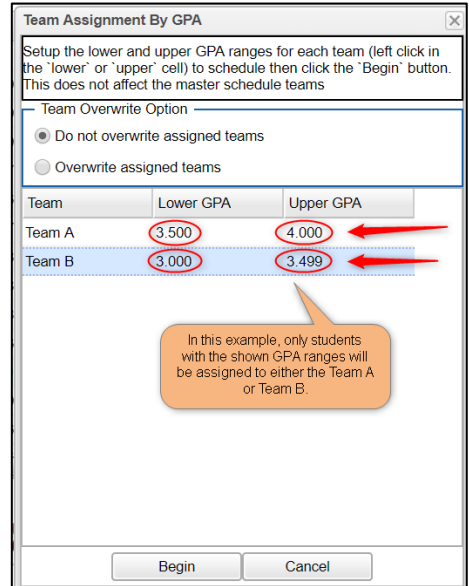 Team Assignment By GPA
Setup the lower and upper GPA ranges for each team (left click in
the `lower` or `upper` cell) to schedule then click the `Begin` button.
This does not affect the master schedule teams
Team Overwrite Option
Do not overwrite assigned teams
Overwrite assigned teams
Team Lower GPA Upper GPA
Team A 3.500 4.000
Team B 3.000 3.499
In this example, only students
with the shown GPA ranges will
be assigned to either the Team A
or Team B.
Begin Cancel